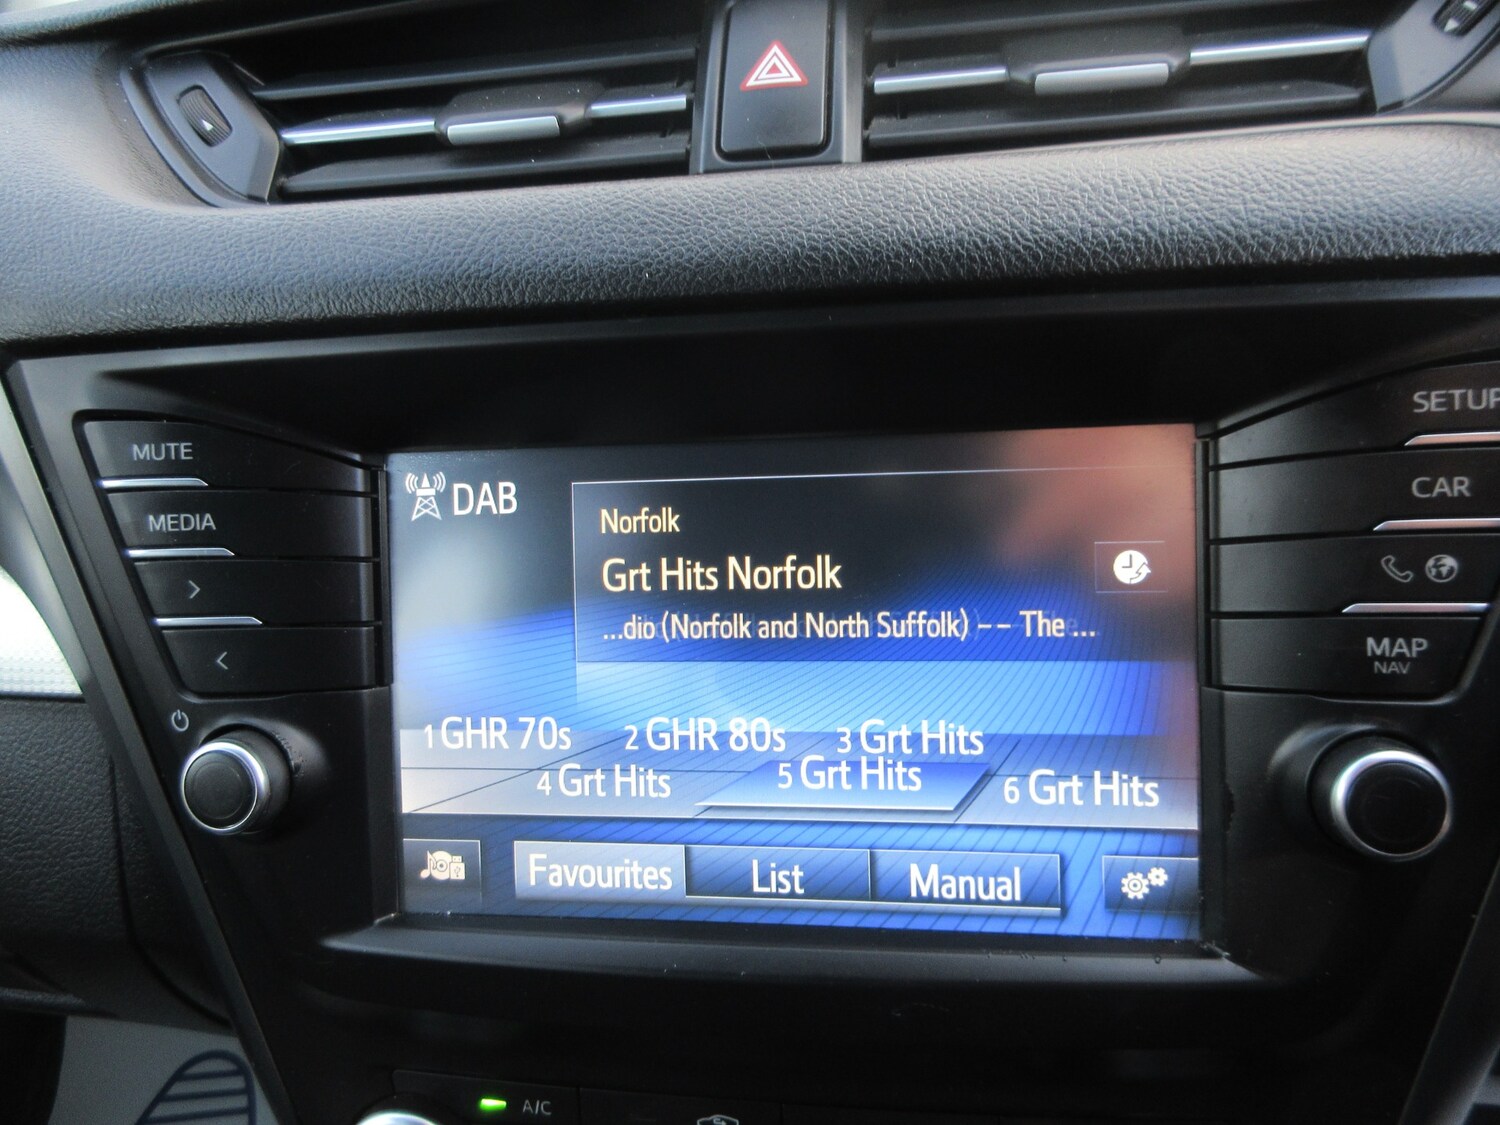 MUTE
MEDIA
SETUP
CAR
MAP
NAV
DAB
Norfolk
Grt Hits Norfolk
...dio (Norfolk and North Suffolk) -- The ...
1 GHR 70s 2 GHR 80s 3 Grt Hits
4 Grt Hits 5 Grt Hits 6 Grt Hits
Favourites List Manual
A/C